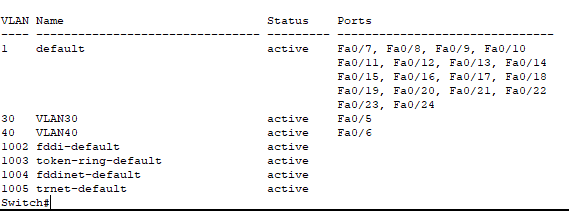 VLAN Name                             Status    Ports
---- -------------------------------- --------- -------------------------------
1    default                          active    Fa0/7, Fa0/8, Fa0/9, Fa0/10
                                                Fa0/11, Fa0/12, Fa0/13, Fa0/14
                                                Fa0/15, Fa0/16, Fa0/17, Fa0/18
                                                Fa0/19, Fa0/20, Fa0/21, Fa0/22
                                                Fa0/23, Fa0/24
30   VLAN30                           active    Fa0/5
40   VLAN40                           active    Fa0/6
1002 fddi-default                     active
1003 token-ring-default               active
1004 fddinet-default                  active
1005 trnet-default                    active
Switch#